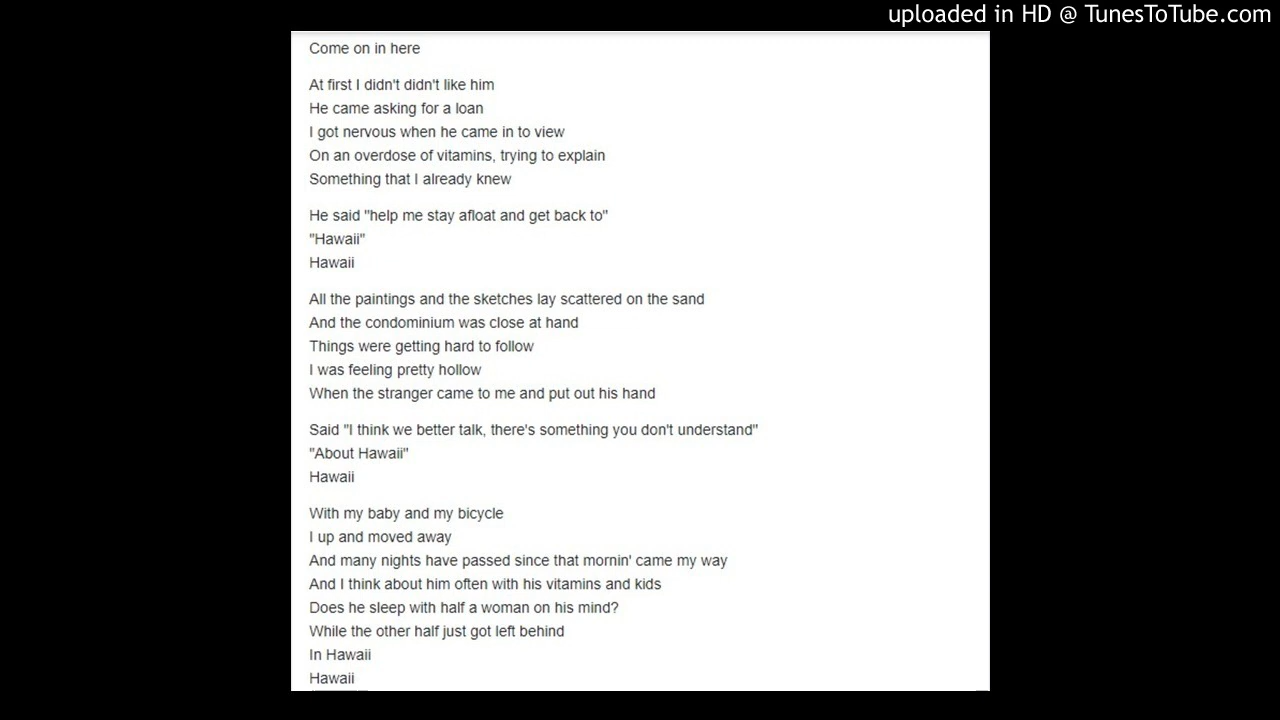 uploaded in HD @ TunesToTube.com
Come on in here
At first I didn't didn't like him
He came asking for a loan
I got nervous when he came in to view
On an overdose of vitamins, trying to explain
Something that I already knew
He said "help me stay afloat and get back to"
"Hawaii"
Hawaii
All the paintings and the sketches lay scattered on the sand
And the condominium was close at hand
Things were getting hard to follow
I was feeling pretty hollow
When the stranger came to me and put out his hand
Said "I think we better talk, there's something you don't understand"
"About Hawaii"
Hawaii
With my baby and my bicycle
I up and moved away
And many nights have passed since that mornin' came my way
And I think about him often with his vitamins and kids
Does he sleep with half a woman on his mind?
While the other half just got left behind
In Hawaii
Hawaii